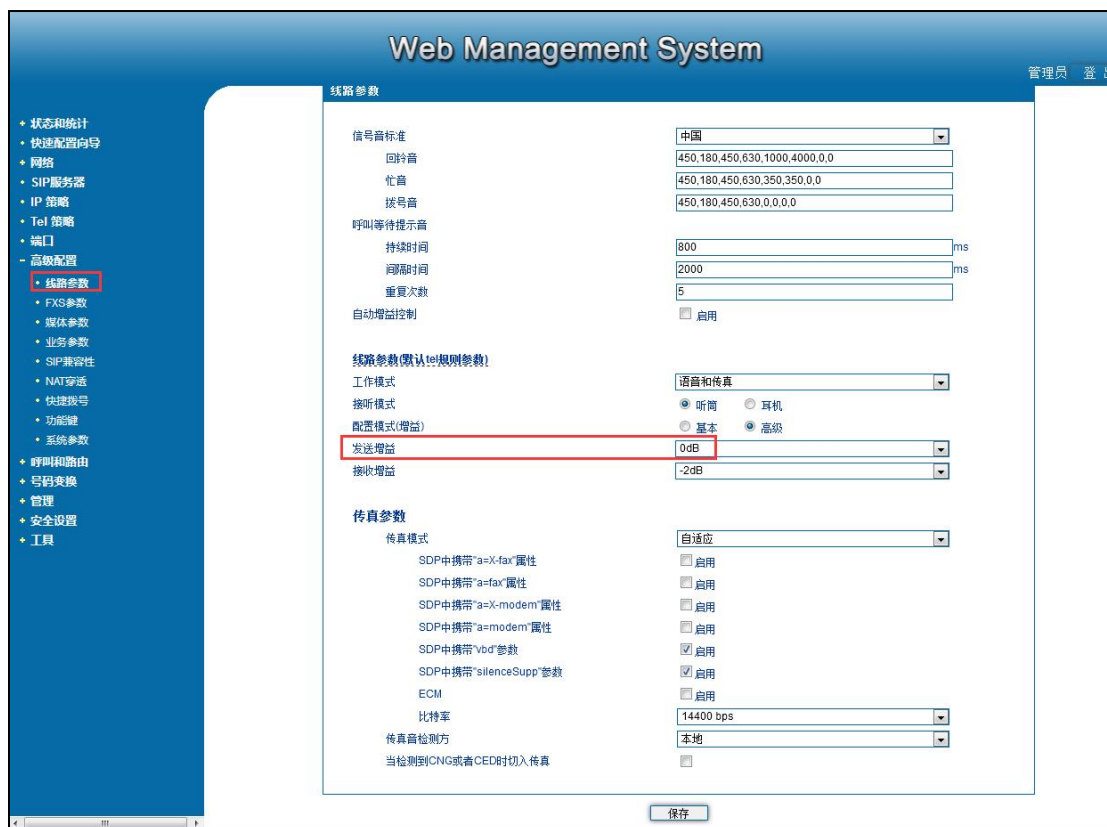 Web Management System
管理员 登
线路参数
+ 状态和统计
• 快速配置向导
+ 网络
• SIP服务器
• IP 策略
• Tel 策略
• 端口
- 高级配置
• 线路参数
• FXS参数
• 媒体参数
• 业务参数
• SIP兼容性
• NAT穿透
• 快捷拨号
• 功能键
• 系统参数
+ 呼叫和路由
+ 号码变换
+ 管理
+ 安全设置
+ 工具
信号音标准 中国
回铃音 450,180,450,630,1000,4000,0,0
忙音 450,180,450,630,350,350,0,0
拨号音 450,180,450,630,0,0,0,0
呼叫等待提示音
持续时间 800 ms
间隔时间 2000 ms
重复次数 5
自动增益控制 启用
线路参数(默认tel规则参数)
工作模式 语音和传真
接听模式 听筒 耳机
配置模式(增益) 基本 高级
发送增益 0dB
接收增益 -2dB
传真参数
传真模式 自适应
SDP中携带"a=X-fax"属性 启用
SDP中携带"a=fax"属性 启用
SDP中携带"a=X-modem"属性 启用
SDP中携带"a=modem"属性 启用
SDP中携带"vbd"参数 启用
SDP中携带"silenceSupp"参数 启用
ECM 启用
比特率 14400 bps
传真音检测方 本地
当检测到CNG或者CED时切入传真
保存